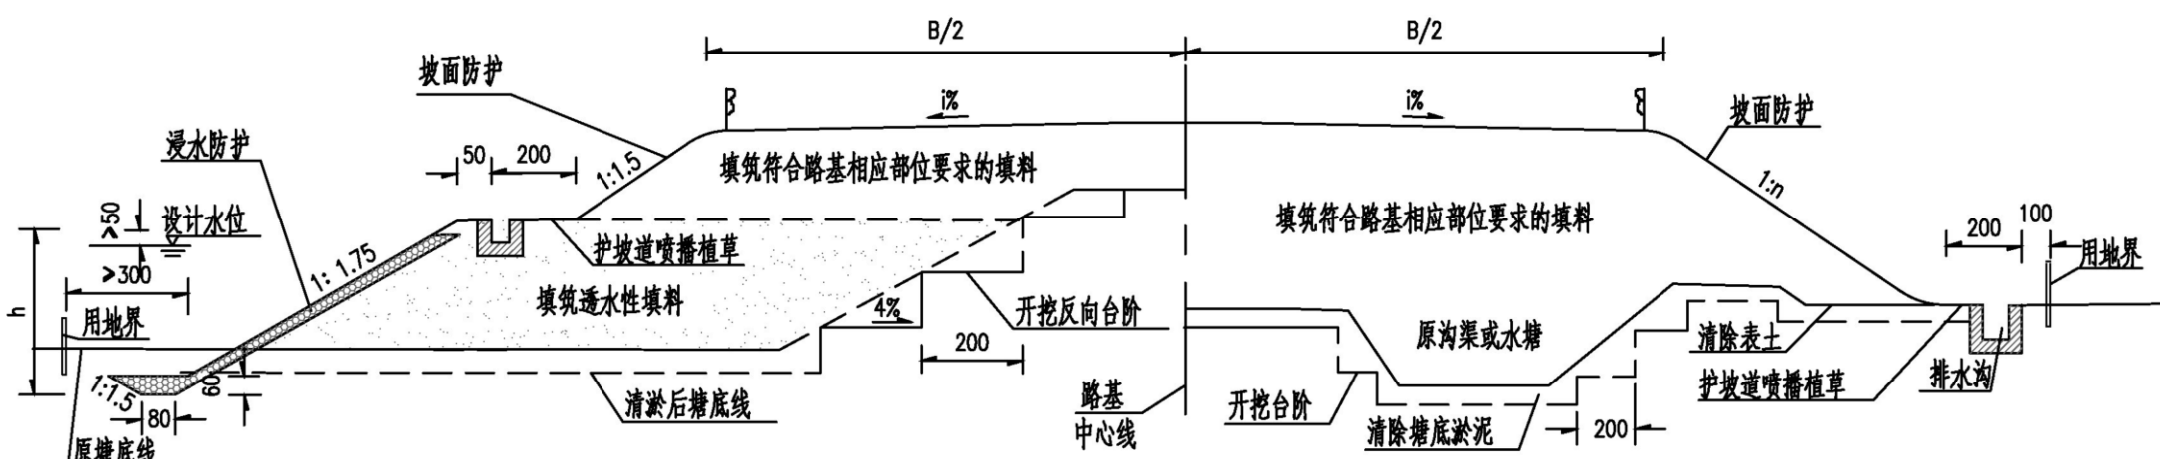 B/2
B/2
坡面防护
i%
i%
坡面防护
浸水防护
50
200
1:1.5
填筑符合路基相应部位要求的填料
1:n
>50
设计水位
护坡道喷播植草
填筑符合路基相应部位要求的填料
200
100
用地界
≥300
1:1.75
填筑透水性填料
h
用地界
4%
开挖反向台阶
原沟渠或水塘
清除表土
200
1:1.5
60
80
清淤后塘底线
路基
中心线
开挖台阶
清除塘底淤泥
200
护坡道喷播植草
排水沟
原塘底线